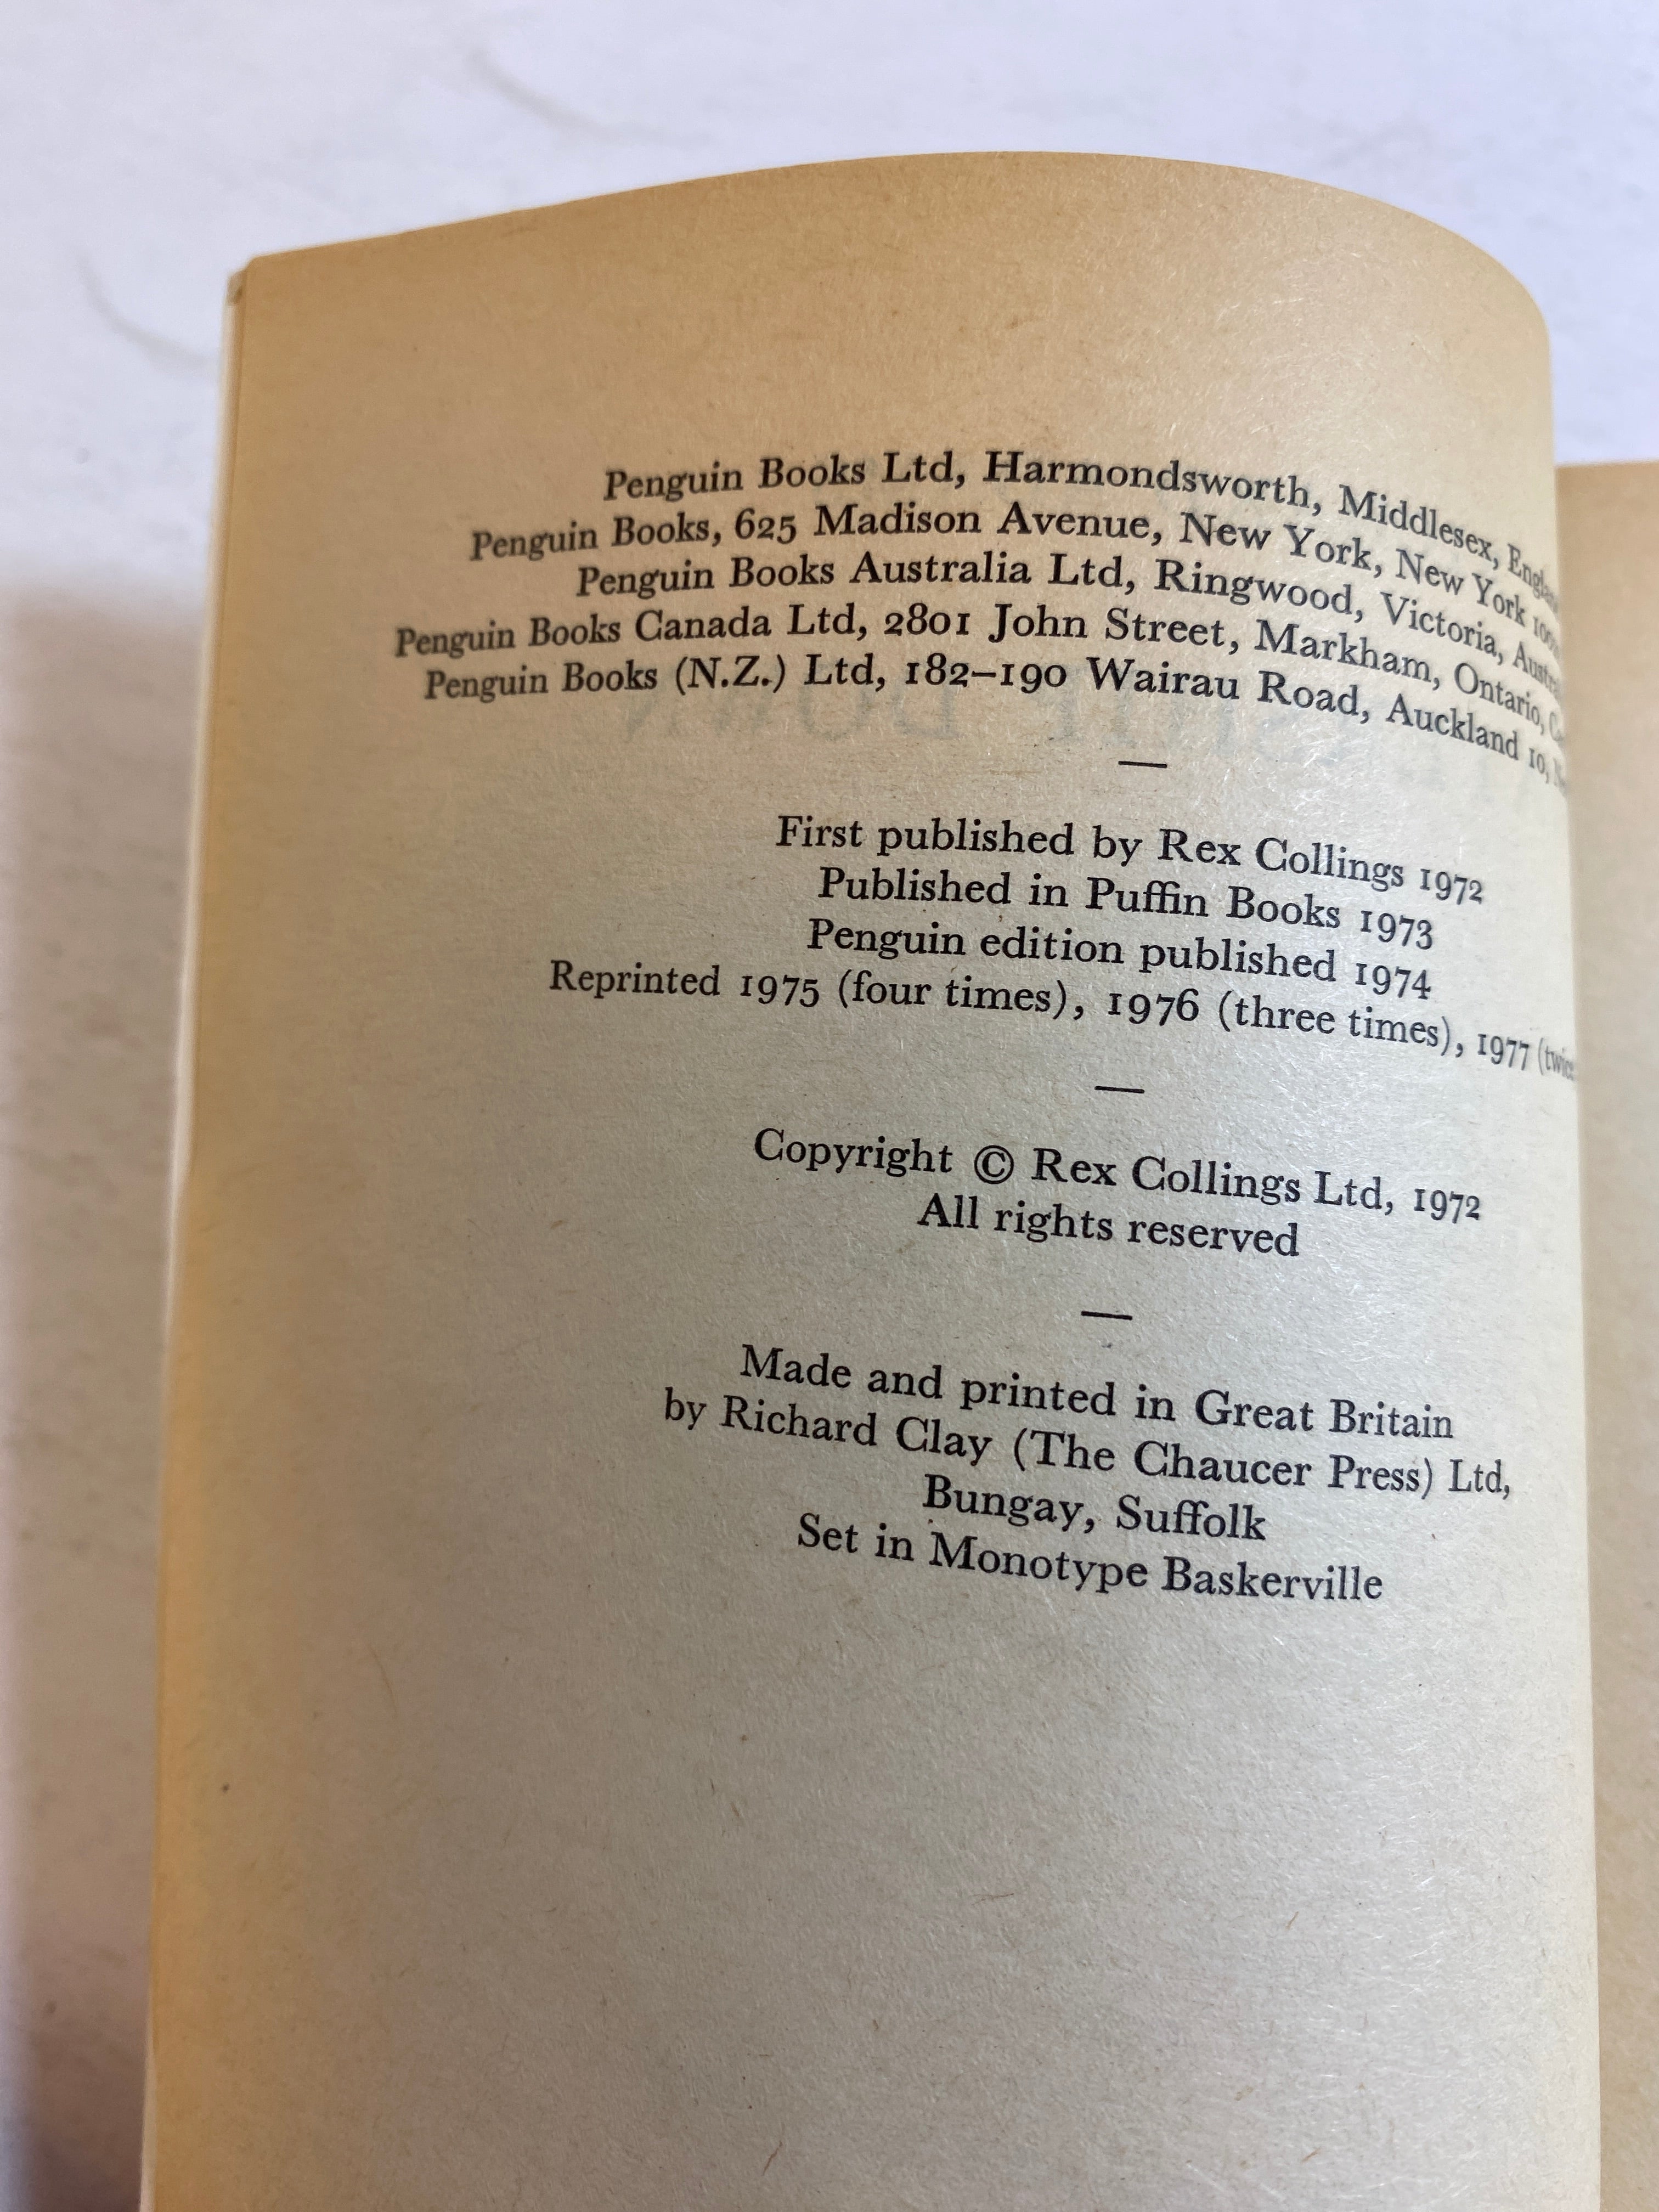 Penguin Books Ltd, Harmondsworth, Middlesex,
Penguin Books, 625 Madison Avenue, New York, New York
Penguin Books Australia Ltd, Ringwood, Victoria,
Penguin Books Canada Ltd, 2801 John Street, Markham, Ontario,
Penguin Books (N.Z.) Ltd, 182–190 Wairau Road, Auckland 10,
—
First published by Rex Collings 1972
Published in Puffin Books 1973
Penguin edition published 1974
Reprinted 1975 (four times), 1976 (three times), 1977
—
Copyright © Rex Collings Ltd, 1972
All rights reserved
—
Made and printed in Great Britain
by Richard Clay (The Chaucer Press) Ltd,
Bungay, Suffolk
Set in Monotype Baskerville